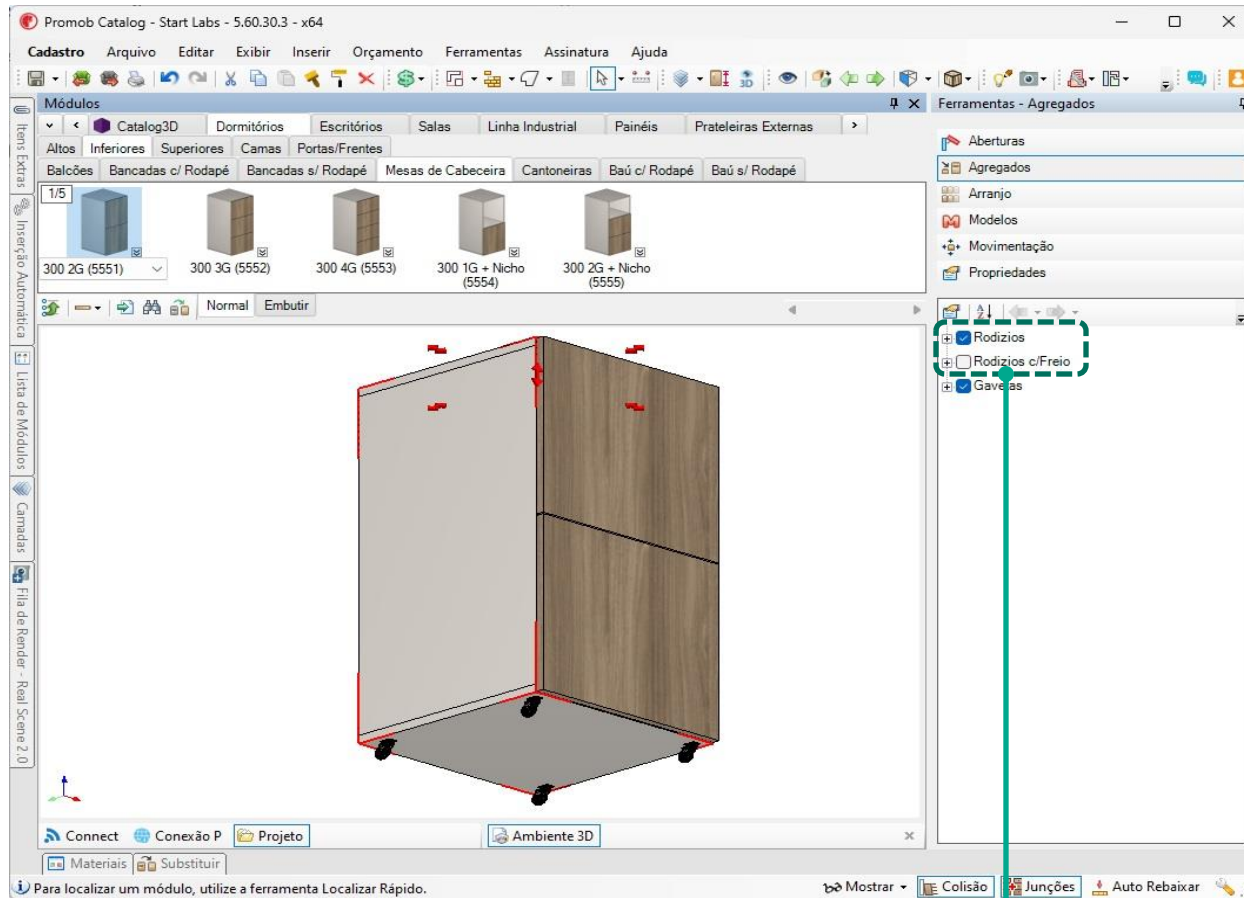 Promob Catalog - Start Labs - 5.60.30.3 - x64
Cadastro Arquivo Editar Exibir Inserir Orçamento Ferramentas Assinatura Ajuda
Módulos
Ferramentas - Agregados
Catalog3D Dormitórios Escritórios Salas Linha Industrial Painéis Prateleiras Externas
Altos Inferiores Superiores Camas Portas/Frentes
Balcões Bancadas c/ Rodapé Bancadas s/ Rodapé Mesas de Cabeceira Cantoneiras Baú c/ Rodapé Baú s/ Rodapé
1/5
300 2G (5551)
300 3G (5552)
300 4G (5553)
300 1G + Nicho
(5554)
300 2G + Nicho
(5555)
Normal Embutir
Aberturas
Agregados
Arranjo
Modelos
Movimentação
Propriedades
Rodizios
Rodizios c/Freio
Gavetas
Itens Extras
Inserção Automática
Lista de Módulos
Camadas
Fila de Render - Real Scene 2.0
Connect Conexão P Projeto Ambiente 3D
Materiais Substituir
Para localizar um módulo, utilize a ferramenta Localizar Rápido.
Mostrar Colisão Junções Auto Rebaixar